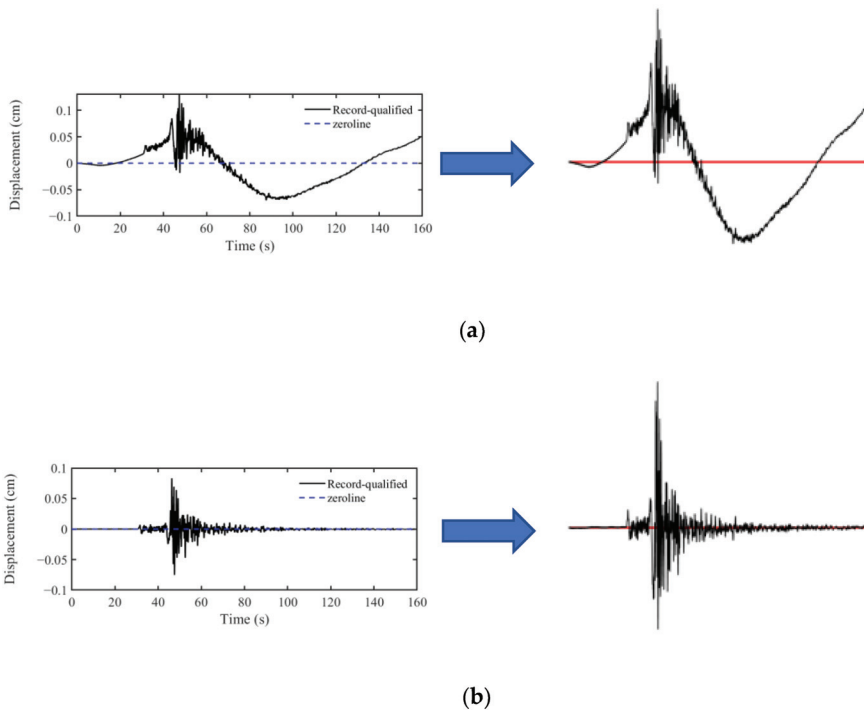 0.1
0.05
0
−0.05
−0.1
Displacement (cm)
Record-qualified
zeroline
0 20 40 60 80 100 120 140 160
Time (s)
(a)
0.1
0.05
0
−0.05
−0.1
Displacement (cm)
Record-qualified
zeroline
0 20 40 60 80 100 120 140 160
Time (s)
(b)